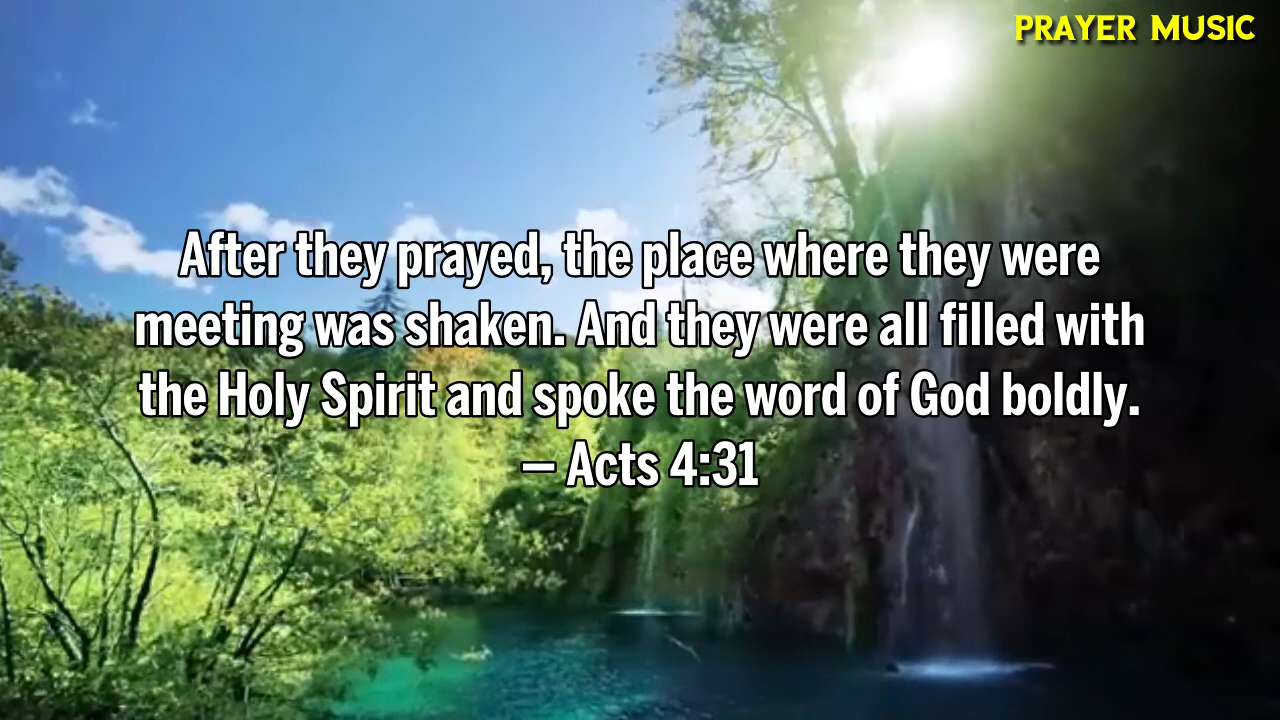 PRAYER MUSIC
After they prayed, the place where they were
meeting was shaken. And they were all filled with
the Holy Spirit and spoke the word of God boldly.
– Acts 4:31